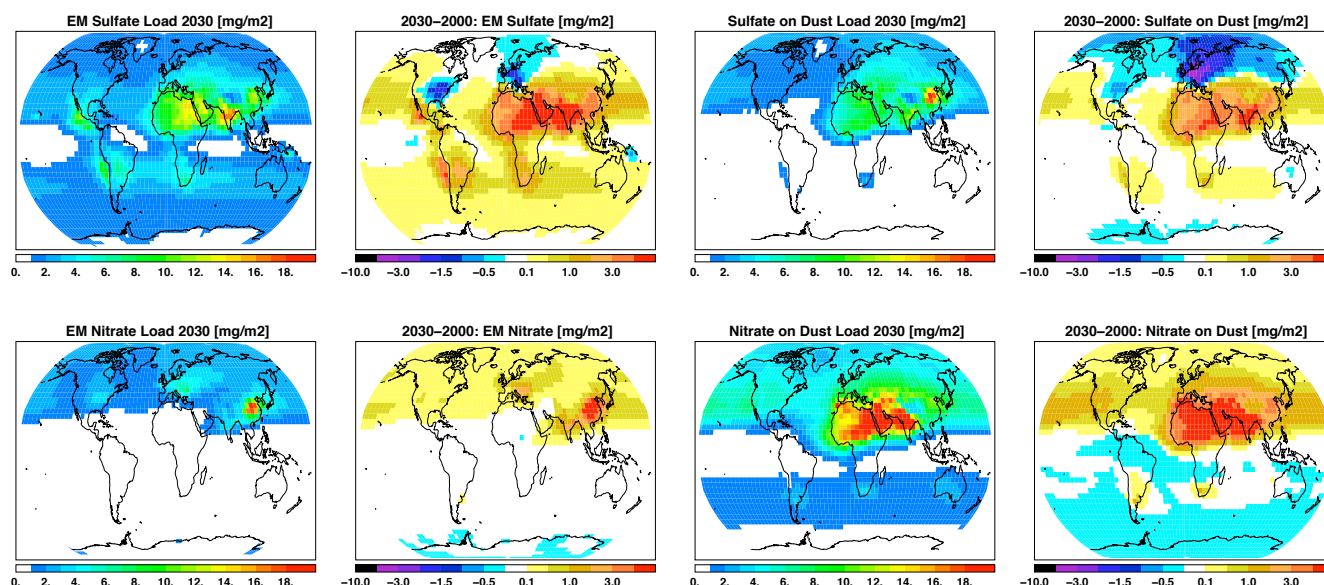 EM Sulfate Load 2030 [mg/m2]
2030–2000: EM Sulfate [mg/m2]
Sulfate on Dust Load 2030 [mg/m2]
2030–2000: Sulfate on Dust [mg/m2]
0. 2. 4. 6. 8. 10. 12. 14. 16. 18.
−10.0 −3.0 −1.5 −0.5 0.1 1.0 3.0
0. 2. 4. 6. 8. 10. 12. 14. 16. 18.
−10.0 −3.0 −1.5 −0.5 0.1 1.0 3.0
EM Nitrate Load 2030 [mg/m2]
2030–2000: EM Nitrate [mg/m2]
Nitrate on Dust Load 2030 [mg/m2]
2030–2000: Nitrate on Dust [mg/m2]
0. 2. 4. 6. 8. 10. 12. 14. 16. 18.
−10.0 −3.0 −1.5 −0.5 0.1 1.0 3.0
0. 2. 4. 6. 8. 10. 12. 14. 16. 18.
−10.0 −3.0 −1.5 −0.5 0.1 1.0 3.0